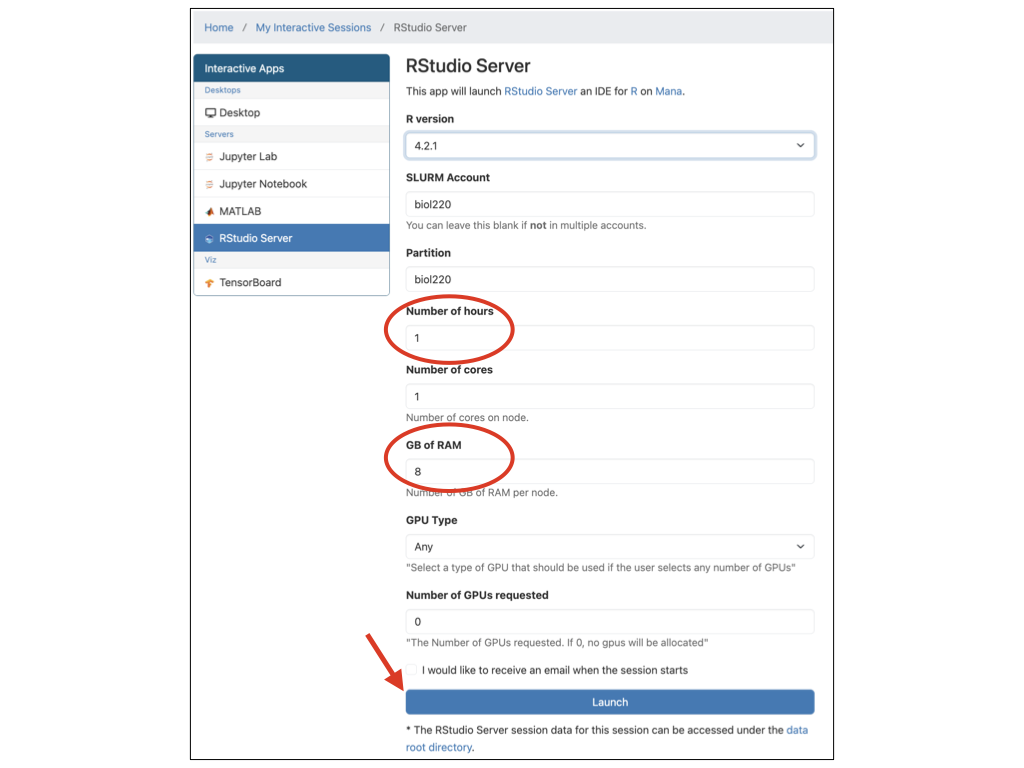 Home / My Interactive Sessions / RStudio Server
Interactive Apps
Desktops
Desktop
Servers
Jupyter Lab
Jupyter Notebook
MATLAB
RStudio Server
Viz
TensorBoard
RStudio Server
This app will launch RStudio Server an IDE for R on Mana.
R version
4.2.1
SLURM Account
biol220
You can leave this blank if not in multiple accounts.
Partition
biol220
Number of hours
1
Number of cores
1
Number of cores on node.
GB of RAM
8
Number of GB of RAM per node.
GPU Type
Any
"Select a type of GPU that should be used if the user selects any number of GPUs"
Number of GPUs requested
0
"The Number of GPUs requested. If 0, no gpus will be allocated"
I would like to receive an email when the session starts
Launch
* The RStudio Server session data for this session can be accessed under the data
root directory.